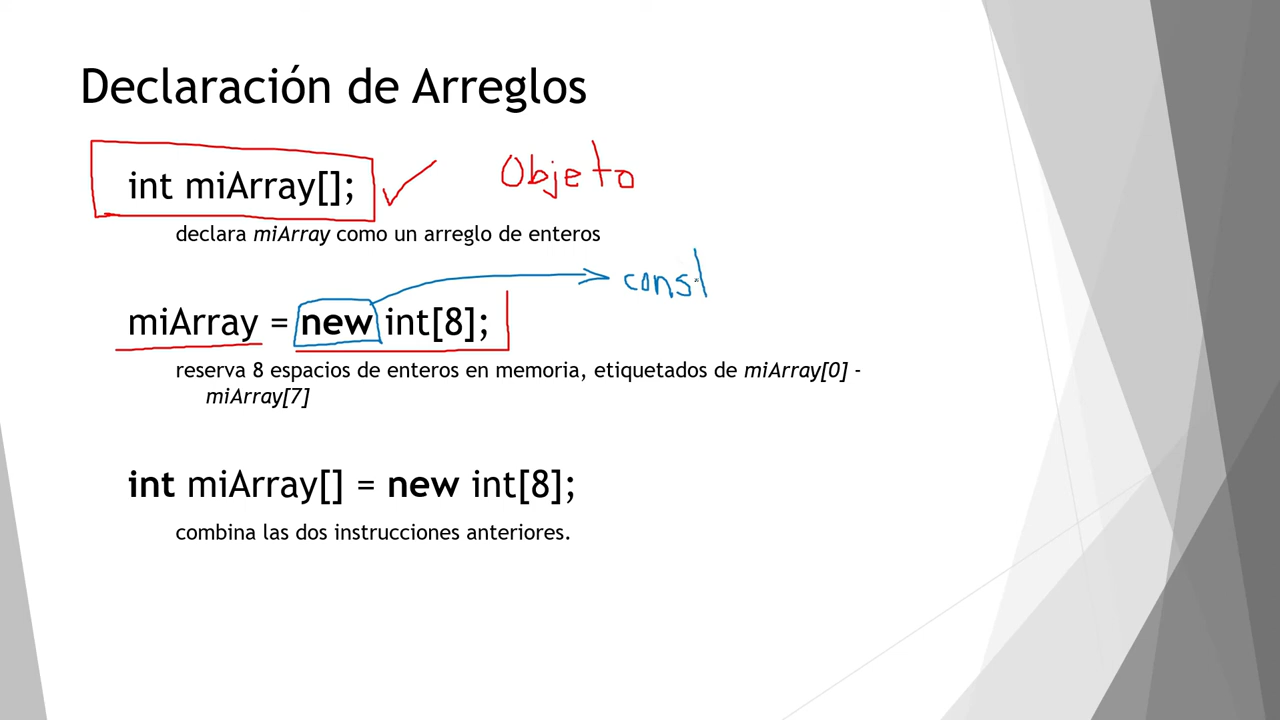 Declaración de Arreglos
int miArray[]; Objeto
declara miArray como un arreglo de enteros
const
miArray = new int[8];
reserva 8 espacios de enteros en memoria, etiquetados de miArray[0] -
miArray[7]
int miArray[] = new int[8];
combina las dos instrucciones anteriores.